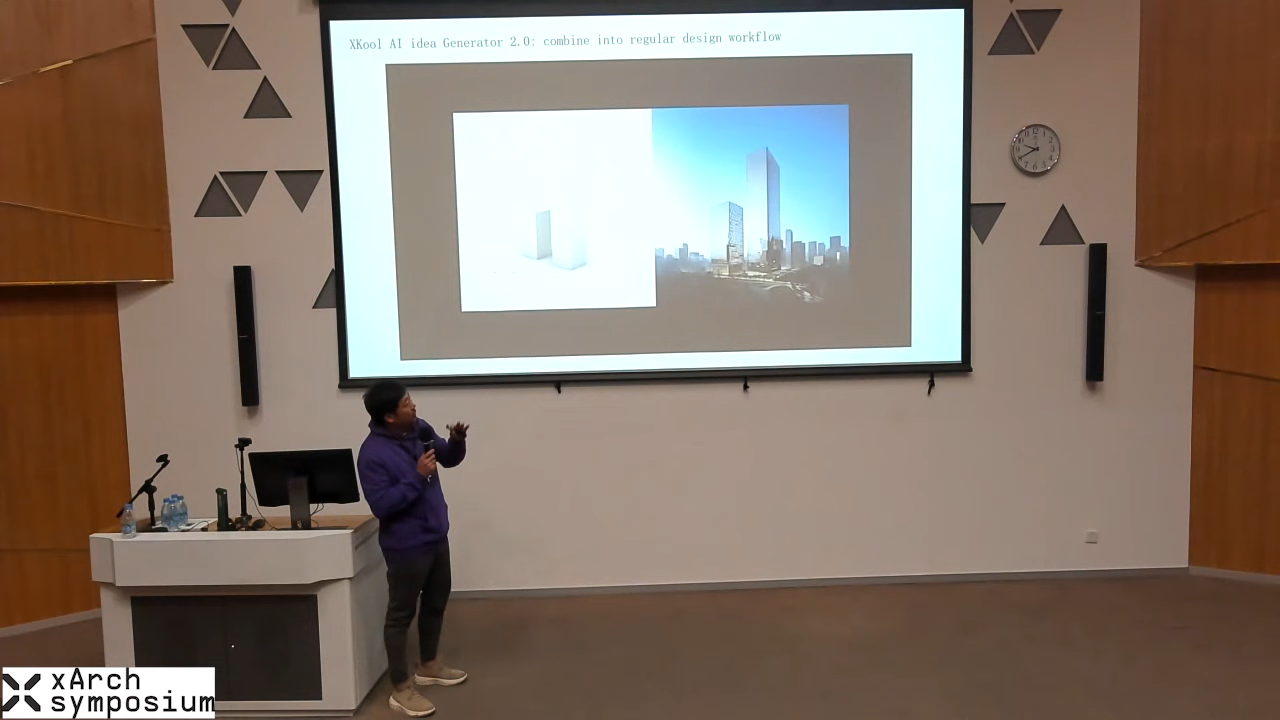 XKool AI idea Generator 2.0: combine into regular design workflow
xArch
symposium